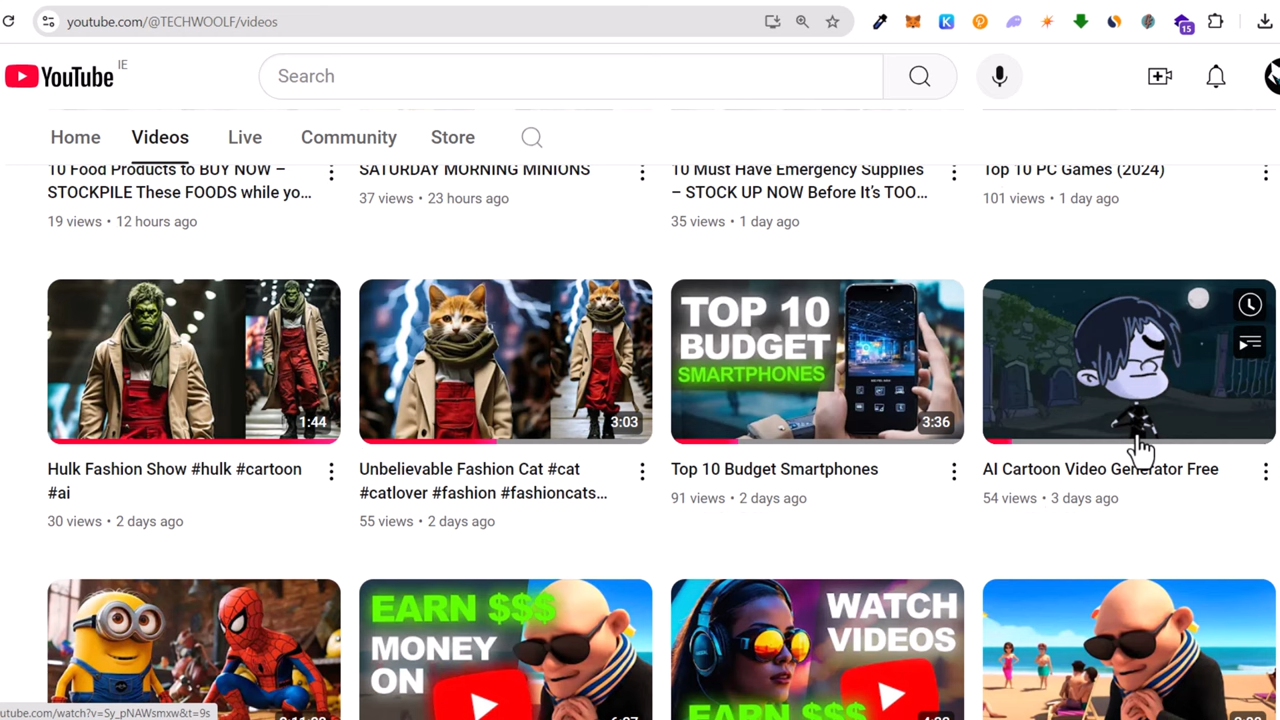 youtube.com/@TECHWOOLF/videos
15
YouTube IE
Search
Home Videos Live Community Store
10 Food Products to BUY NOW –
STOCKPILE These FOODS while yo...
19 views • 12 hours ago
SATURDAY MORNING MINIONS
37 views • 23 hours ago
10 Must Have Emergency Supplies
– STOCK UP NOW Before It's TOO...
35 views • 1 day ago
Top 10 PC Games (2024)
101 views • 1 day ago
1:44
Hulk Fashion Show #hulk #cartoon
#ai
30 views • 2 days ago
3:03
Unbelievable Fashion Cat #cat
#catlover #fashion #fashioncats...
55 views • 2 days ago
TOP 10
BUDGET
SMARTPHONES
3:36
Top 10 Budget Smartphones
91 views • 2 days ago
AI Cartoon Video Generator Free
54 views • 3 days ago
EARN $$$
MONEY
ON
WATCH
VIDEOS
EARN $$$
utube.com/watch?v=Sy_pNAWsmxw&t=9s